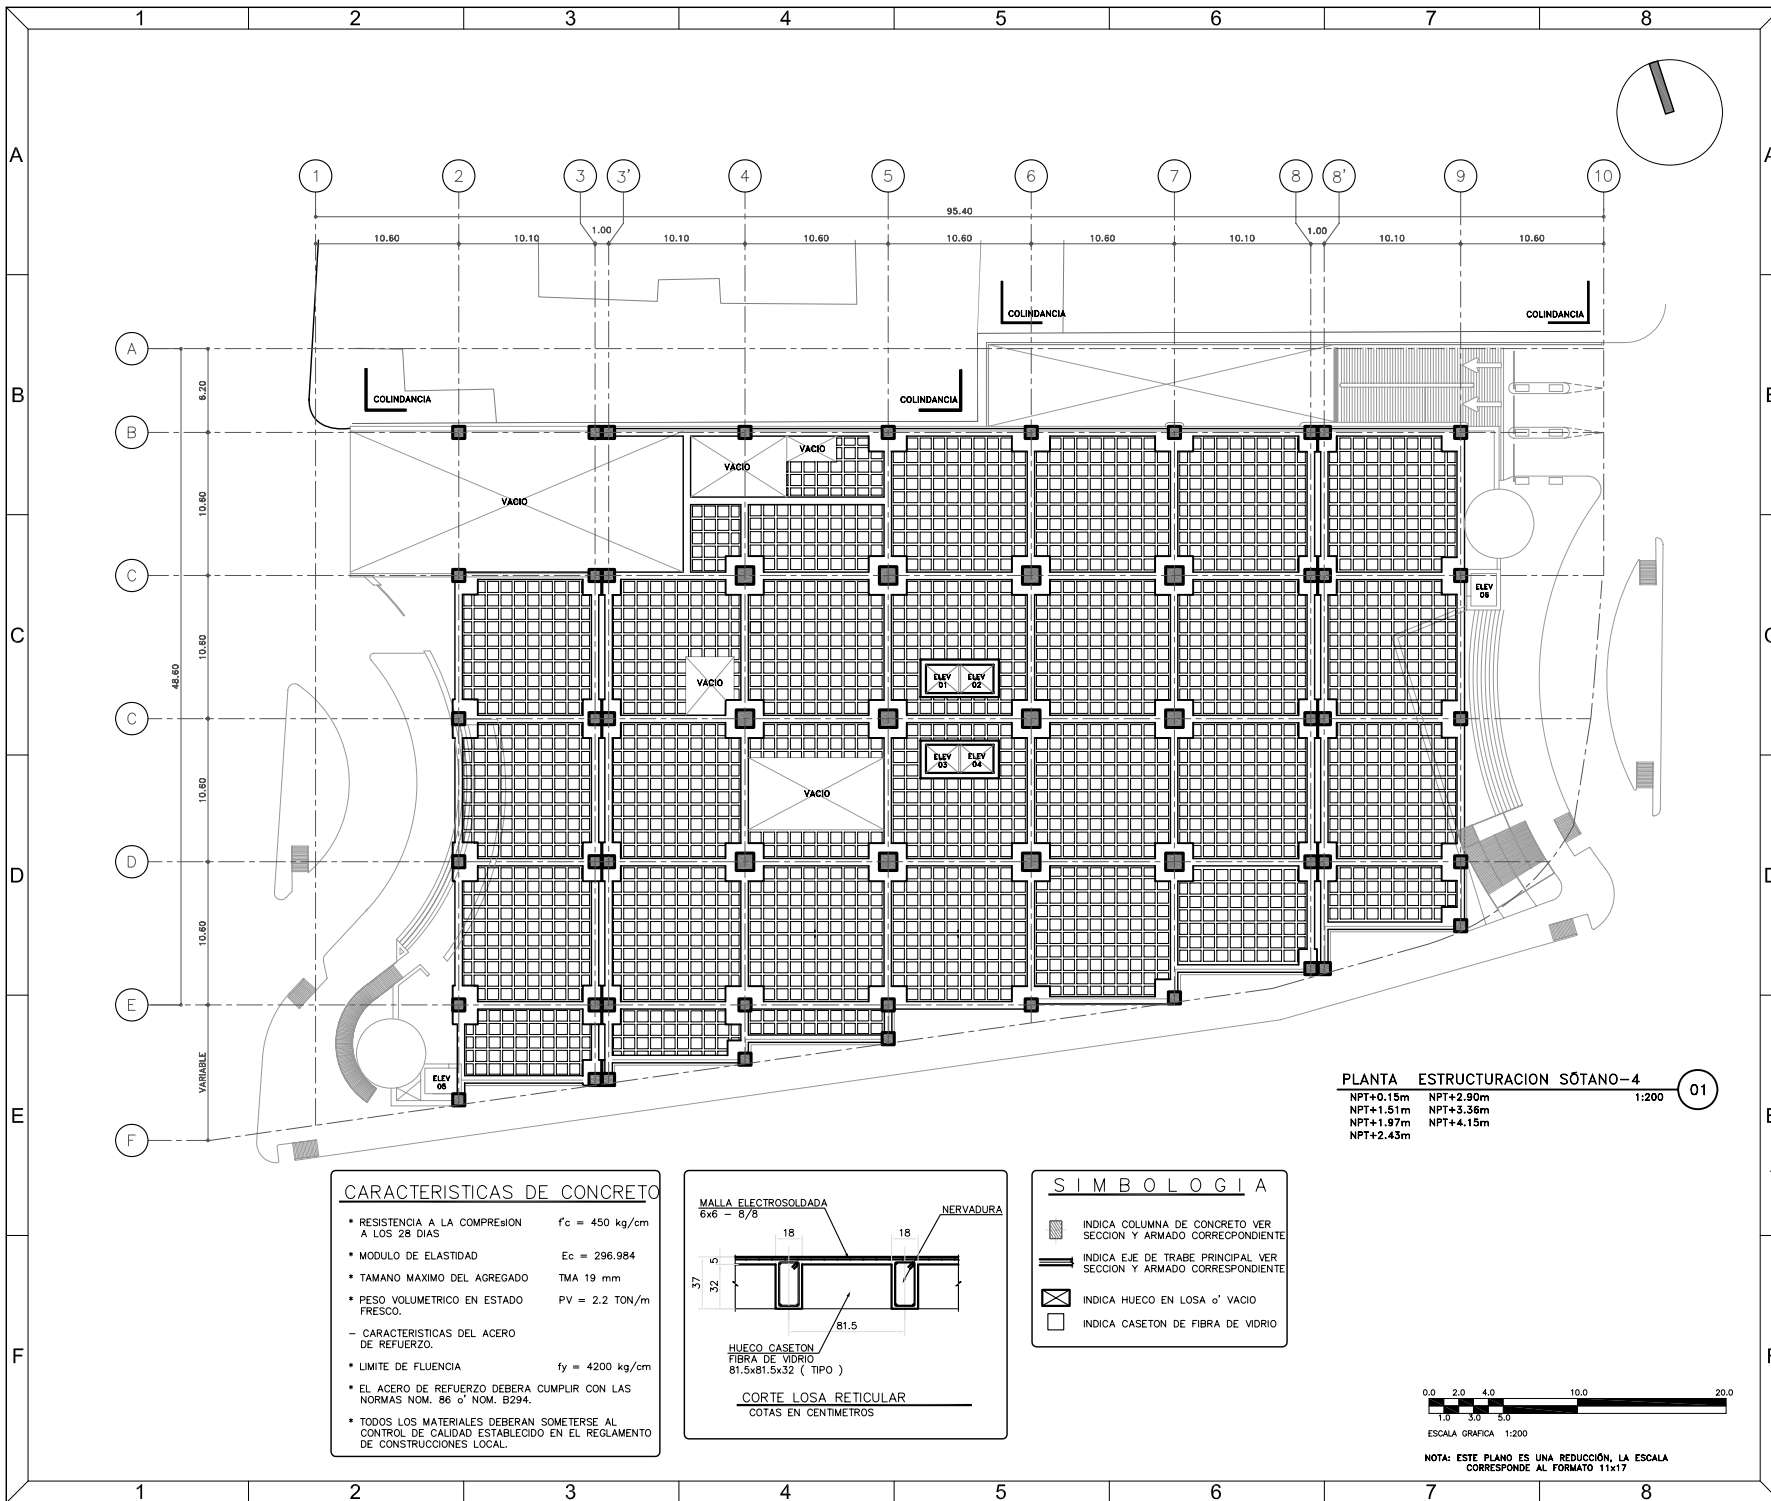 1 2 3 4 5 6 7 8
A A
B B
C C
D D
E E
F F
1 2 3 3' 4 5 6 7 8 8' 9 10
95.40
10.60 10.10 1.00 10.10 10.60 10.60 10.60 10.10 1.00 10.10 10.60
COLINDANCIA
COLINDANCIA
COLINDANCIA
COLINDANCIA
A
B
C
C
D
E
F
6.20
10.60
10.60
48.60
10.60
10.60
VARIABLE
VACIO
VACIO
VACIO
VACIO
VACIO
ELEV
01
ELEV
02
ELEV
03
ELEV
04
ELEV
06
ELEV
05
PLANTA ESTRUCTURACION SÓTANO-4
01
NPT+0.15m NPT+2.90m 1:200
NPT+1.51m NPT+3.36m
NPT+1.97m NPT+4.15m
NPT+2.43m
CARACTERISTICAS DE CONCRETO
* RESISTENCIA A LA COMPRESION f'c = 450 kg/cm
A LOS 28 DIAS
* MODULO DE ELASTIDAD Ec = 296.984
* TAMANO MAXIMO DEL AGREGADO TMA 19 mm
* PESO VOLUMETRICO EN ESTADO PV = 2.2 TON/m
FRESCO.
- CARACTERISTICAS DEL ACERO
DE REFUERZO.
* LIMITE DE FLUENCIA fy = 4200 kg/cm
* EL ACERO DE REFUERZO DEBERA CUMPLIR CON LAS
NORMAS NOM. 86 o' NOM. B294.
* TODOS LOS MATERIALES DEBERAN SOMETERSE AL
CONTROL DE CALIDAD ESTABLECIDO EN EL REGLAMENTO
DE CONSTRUCCIONES LOCAL.
MALLA ELECTROSOLDADA
6x6 - 8/8
NERVADURA
18 18
5
37
32
81.5
HUECO CASETON
FIBRA DE VIDRIO
81.5x81.5x32 ( TIPO )
CORTE LOSA RETICULAR
COTAS EN CENTIMETROS
SIMBOLOGIA
INDICA COLUMNA DE CONCRETO VER
SECCION Y ARMADO CORRECPONDIENTE
INDICA EJE DE TRABE PRINCIPAL VER
SECCION Y ARMADO CORRESPONDIENTE
INDICA HUECO EN LOSA o' VACIO
INDICA CASETON DE FIBRA DE VIDRIO
0.0 2.0 4.0 10.0 20.0
1.0 3.0 5.0
ESCALA GRAFICA 1:200
NOTA: ESTE PLANO ES UNA REDUCCIÓN, LA ESCALA
CORRESPONDE AL FORMATO 11x17
1 2 3 4 5 6 7 8